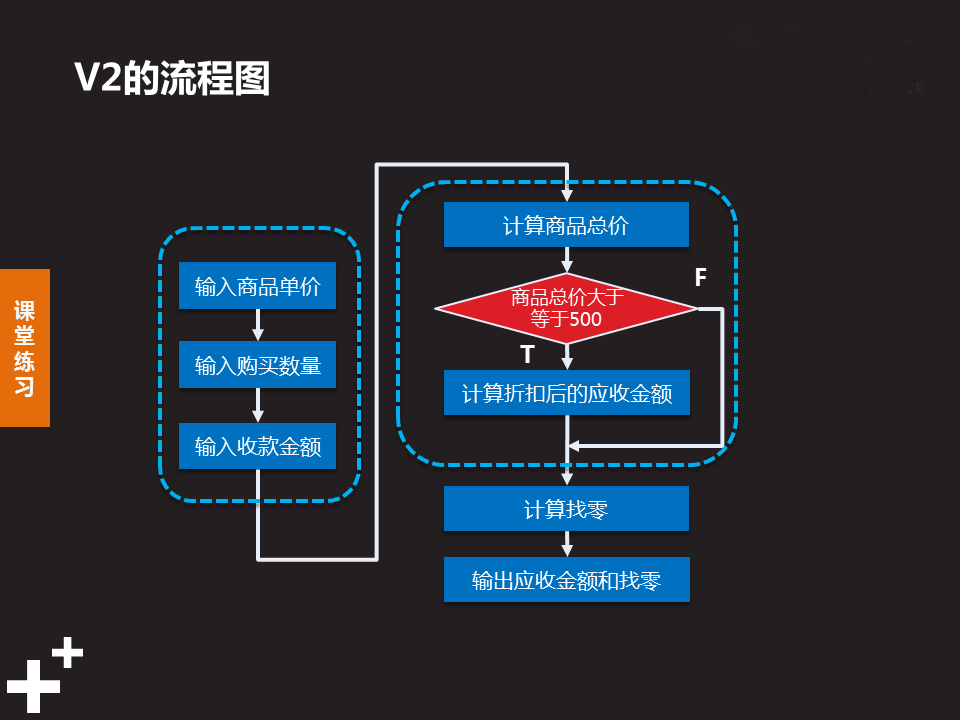 V2的流程图
课
堂
练
习
输入商品单价
输入购买数量
输入收款金额
计算商品总价
商品总价大于
等于500
F
T
计算折扣后的应收金额
计算找零
输出应收金额和找零